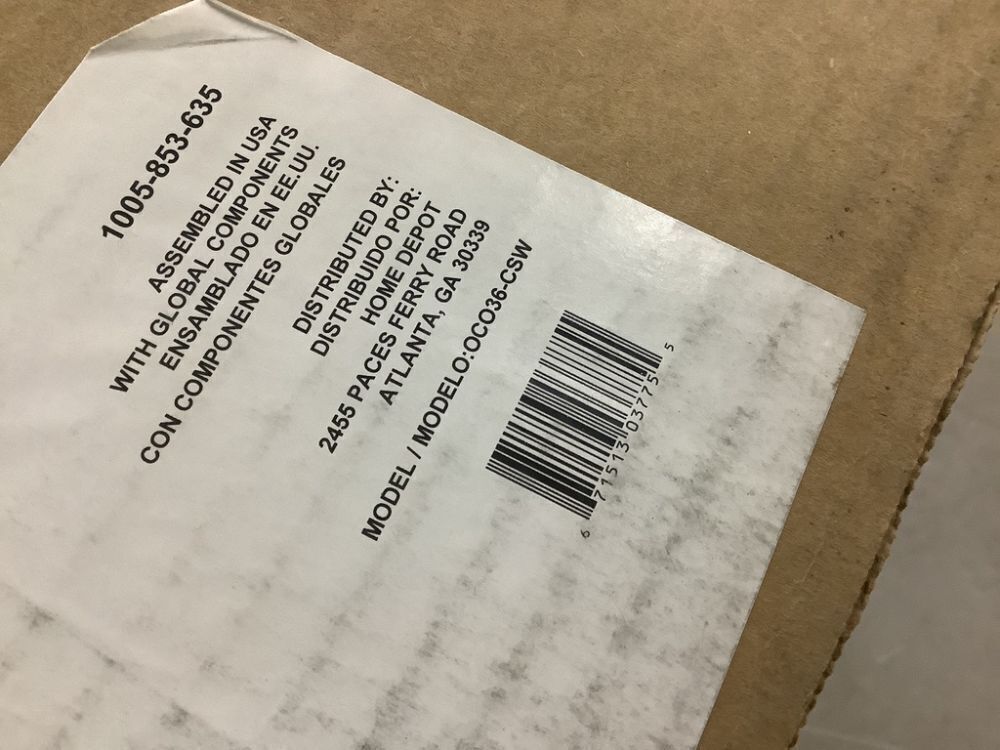 1005-853-635
ASSEMBLED IN USA
WITH GLOBAL COMPONENTS
ENSAMBLADO EN EE.UU.
CON COMPONENTES GLOBALES
DISTRIBUTED BY:
DISTRIBUIDO POR:
HOME DEPOT
2455 PACES FERRY ROAD
ATLANTA, GA 30339
MODEL / MODELO:OCO36-CSW
6 71513 03775 5